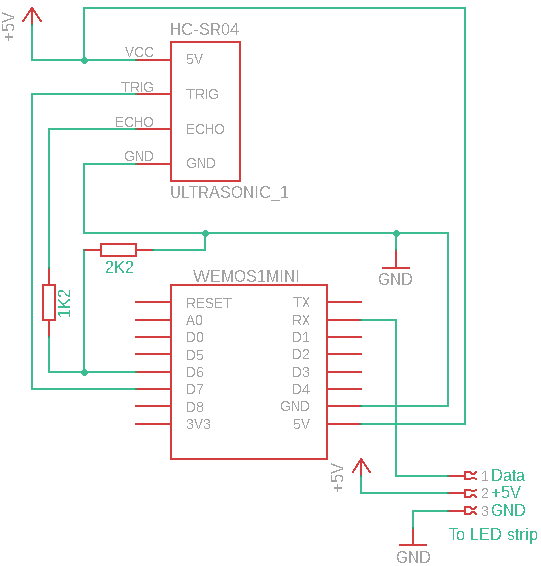 +5V
HC-SR04
VCC
5V
TRIG
TRIG
ECHO
ECHO
GND
GND
ULTRASONIC_1
2K2
GND
1K2
WEMOS1MINI
RESET
TX
A0
RX
D0
D1
D5
D2
D6
D3
D7
D4
D8
GND
3V3
5V
+5V
1 Data
2 +5V
3 GND
To LED strip
GND